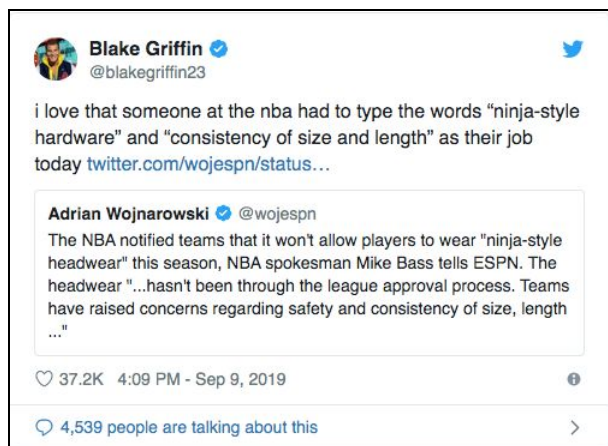 Blake Griffin
@blakegriffin23
i love that someone at the nba had to type the words “ninja-style
hardware” and “consistency of size and length” as their job
today twitter.com/wojespn/status…
Adrian Wojnarowski @wojespn
The NBA notified teams that it won't allow players to wear "ninja-style
headwear" this season, NBA spokesman Mike Bass tells ESPN. The
headwear "...hasn't been through the league approval process. Teams
have raised concerns regarding safety and consistency of size, length
..."
37.2K 4:09 PM - Sep 9, 2019
4,539 people are talking about this